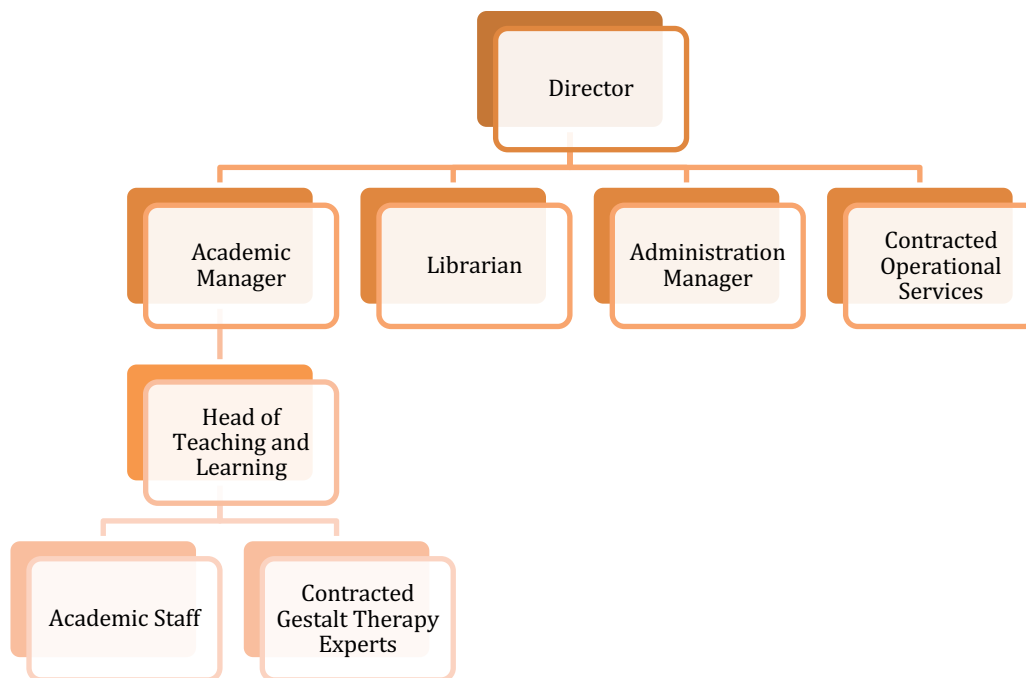 Director
Academic
Manager
Librarian
Administration
Manager
Contracted
Operational
Services
Head of
Teaching and
Learning
Academic Staff
Contracted
Gestalt Therapy
Experts